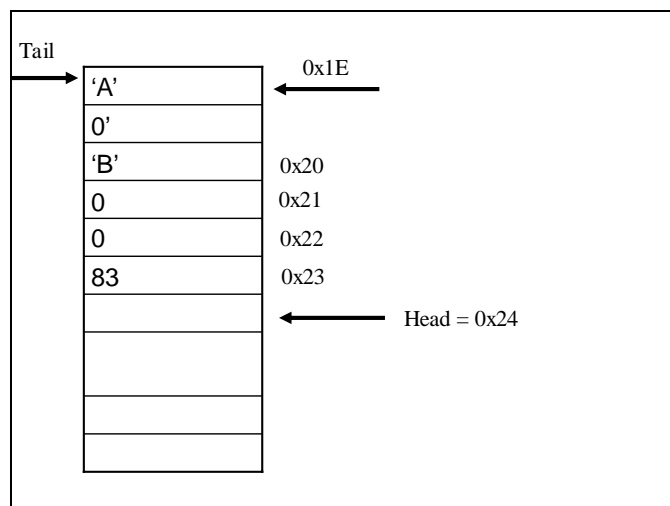 Tail
‘A’
0x1E
0’
‘B’
0x20
0
0x21
0
0x22
83
0x23
Head = 0x24